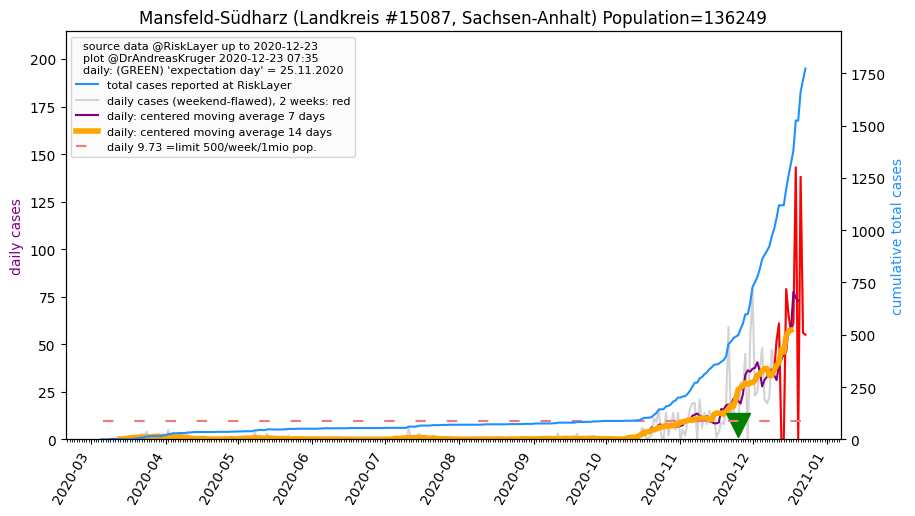 Mansfeld-Südharz (Landkreis #15087, Sachsen-Anhalt) Population=136249
source data @RiskLayer up to 2020-12-23
plot @DrAndreasKruger 2020-12-23 07:35
daily: (GREEN) 'expectation day' = 25.11.2020
total cases reported at RiskLayer
daily cases (weekend-flawed), 2 weeks: red
daily: centered moving average 7 days
daily: centered moving average 14 days
daily 9.73 =limit 500/week/1mio pop.
daily cases
200
175
150
125
100
75
50
25
0
cumulative total cases
1750
1500
1250
1000
750
500
250
0
2020-03
2020-04
2020-05
2020-06
2020-07
2020-08
2020-09
2020-10
2020-11
2020-12
2021-01